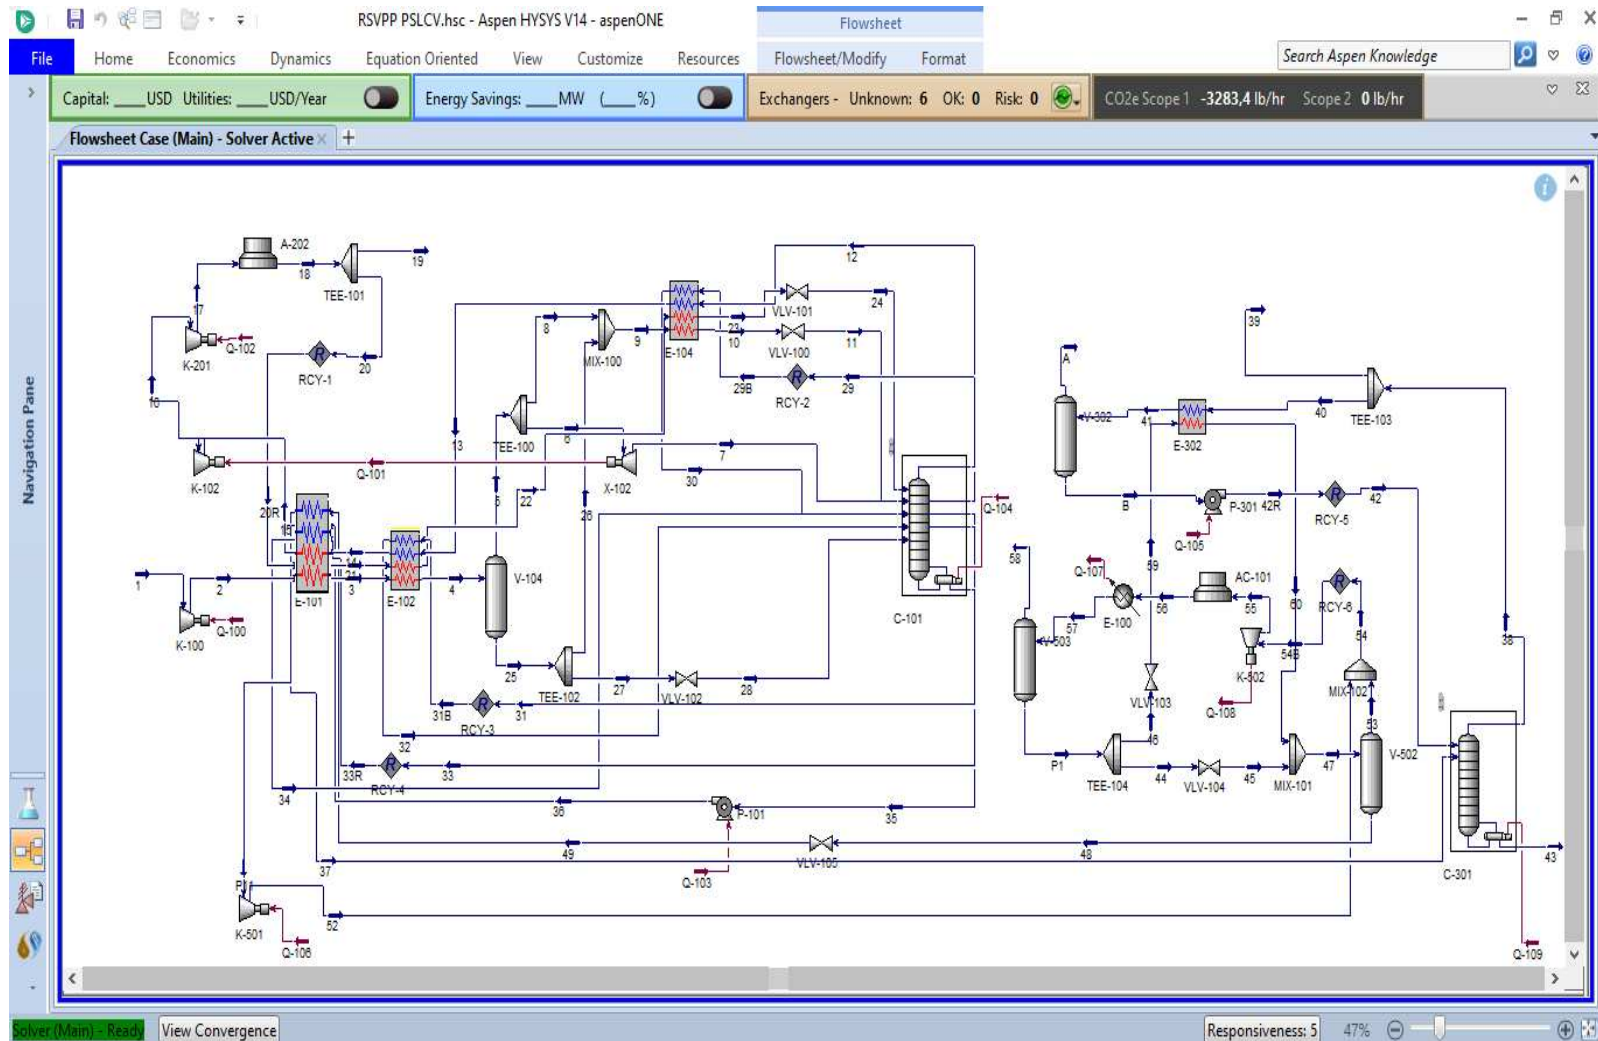 RSVPP PSLCV.hsc - Aspen HYSYS V14 - aspenONE
Flowsheet
File Home Economics Dynamics Equation Oriented View Customize Resources Flowsheet/Modify Format
Search Aspen Knowledge
Capital: ____USD Utilities: ____USD/Year
Energy Savings: ____MW (____%)
Exchangers - Unknown: 6 OK: 0 Risk: 0
CO2e Scope 1 -3283,4 lb/hr Scope 2 0 lb/hr
Flowsheet Case (Main) - Solver Active
Navigation Pane
A-202
19
18
TEE-101
17
K-201
Q-102
RCY-1
20
16
12
24
VLV-101
8
9
MIX-100
E-104
23
10
VLV-100
11
29B
29
RCY-2
39
A
13
TEE-100
6
7
K-102
Q-101
X-102
30
22
5
26
20R
15
14
21
1
2
3
4
E-101
E-102
V-104
K-100
Q-100
C-101
Q-104
V-302
41
40
E-302
TEE-103
B
P-301
42R
42
RCY-5
Q-105
58
59
60
Q-107
AC-101
E-100
56
55
RCY-6
57
V-503
54
54B
K-502
Q-108
MIX-102
38
VLV-103
46
53
25
TEE-102
27
VLV-102
28
31B
31
RCY-3
32
33R
33
RCY-4
34
36
P-101
35
Q-103
49
VLV-105
48
37
P11
K-501
Q-106
52
P1
TEE-104
44
VLV-104
45
MIX-101
47
V-502
43
C-301
Q-109
Solver (Main) - Ready
View Convergence
Responsiveness: 5
47%